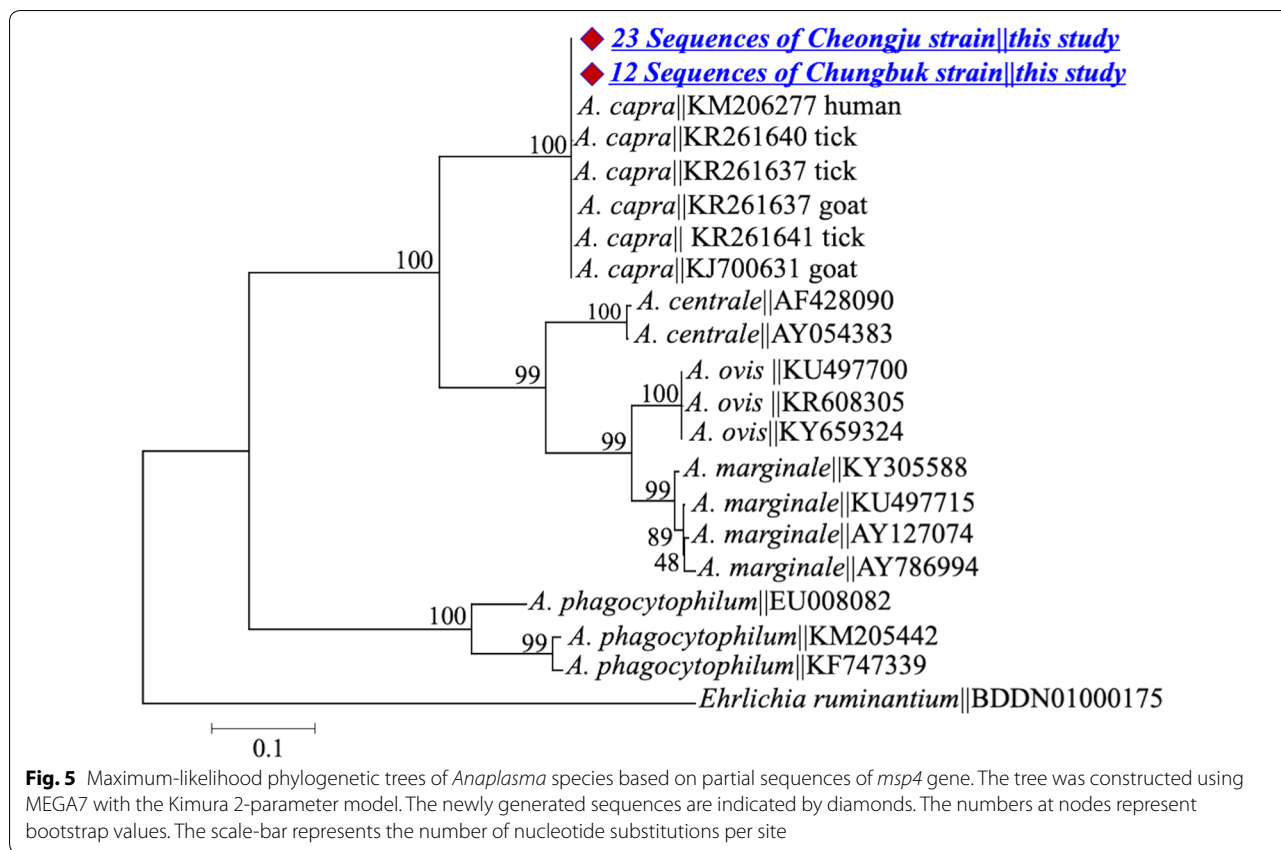 23 Sequences of Cheongju strain||this study
12 Sequences of Chungbuk strain||this study
A. capra||KM206277 human
100
A. capra||KR261640 tick
A. capra||KR261637 tick
A. capra||KR261637 goat
A. capra|| KR261641 tick
100
A. capra||KJ700631 goat
A. centrale||AF428090
100
A. centrale||AY054383
99
A. ovis ||KU497700
100
A. ovis ||KR608305
A. ovis||KY659324
99
A. marginale||KY305588
99
A. marginale||KU497715
89
A. marginale||AY127074
48
A. marginale||AY786994
A. phagocytophilum||EU008082
100
A. phagocytophilum||KM205442
99
A. phagocytophilum||KF747339
Ehrlichia ruminantium||BDDN01000175
0.1
Fig. 5 Maximum-likelihood phylogenetic trees of Anaplasma species based on partial sequences of msp4 gene. The tree was constructed using
MEGA7 with the Kimura 2-parameter model. The newly generated sequences are indicated by diamonds. The numbers at nodes represent
bootstrap values. The scale-bar represents the number of nucleotide substitutions per site